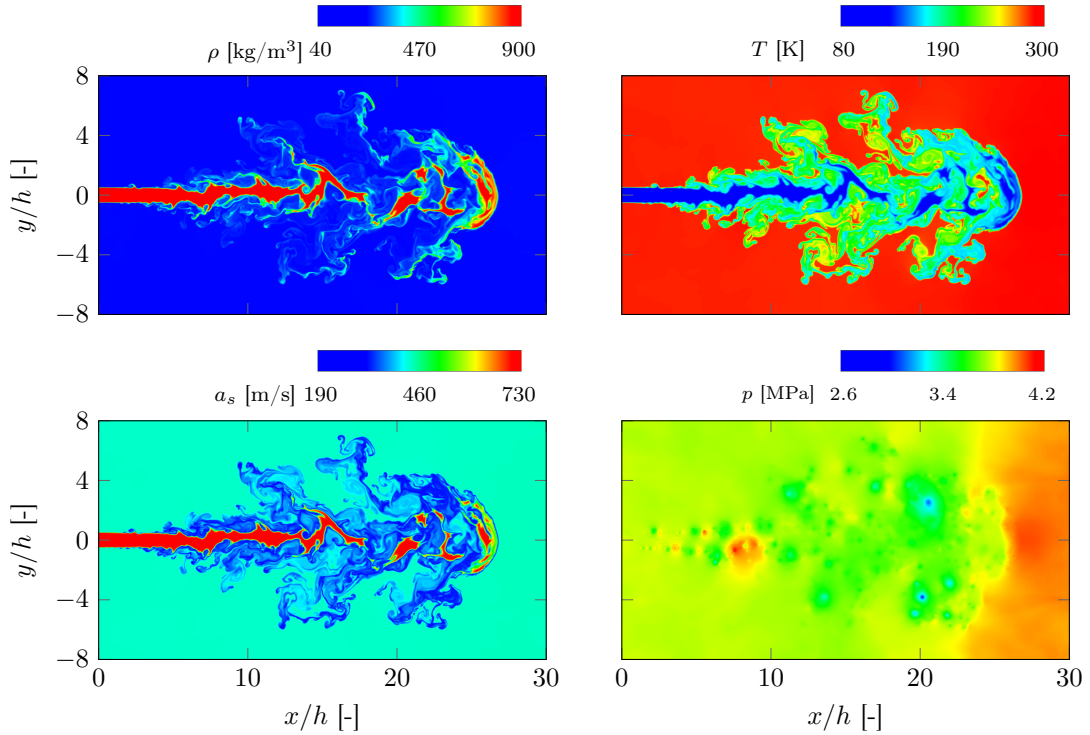 ρ [kg/m³] 40 470 900
T [K] 80 190 300
8
4
0
−4
−8
y/h [-]
a_s [m/s] 190 460 730
p [MPa] 2.6 3.4 4.2
8
4
0
−4
−8
y/h [-]
0 10 20 30
x/h [-]
0 10 20 30
x/h [-]